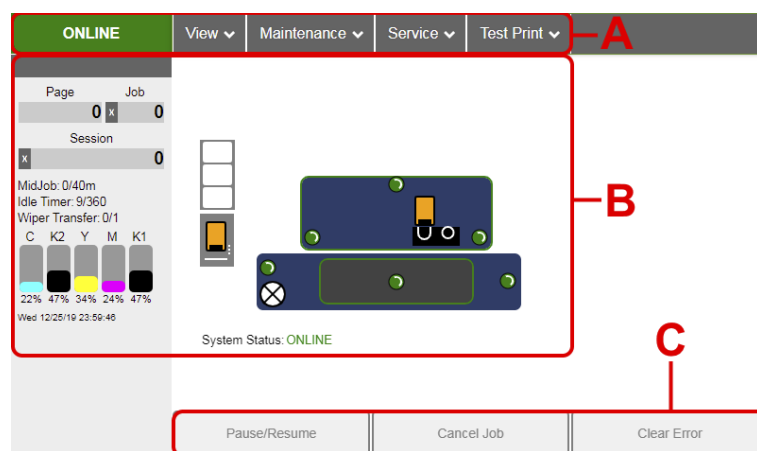 ONLINE View Maintenance Service Test Print A
Page Job
0 x 0
Session
x 0
MidJob: 0/40m
Idle Timer: 9/360
Wiper Transfer: 0/1
C K2 Y M K1
22% 47% 34% 24% 47%
Wed 12/25/19 23:59:46
B
System Status: ONLINE
C
Pause/Resume Cancel Job Clear Error